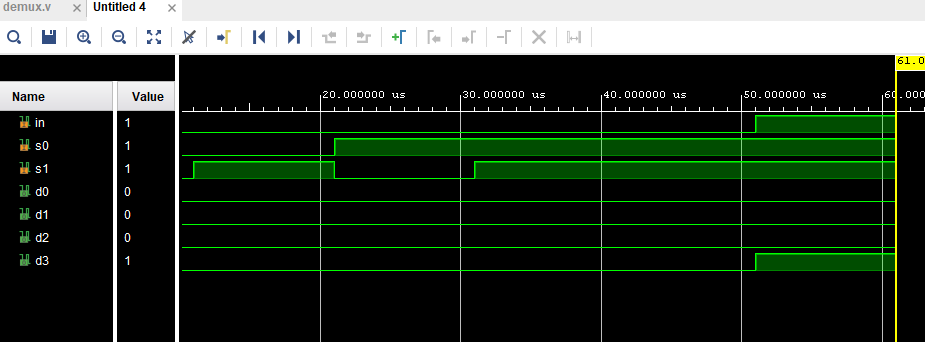 demux.v Untitled 4
61.0
20.000000 us 30.000000 us 40.000000 us 50.000000 us 60.000
Name Value
in 1
s0 1
s1 1
d0 0
d1 0
d2 0
d3 1